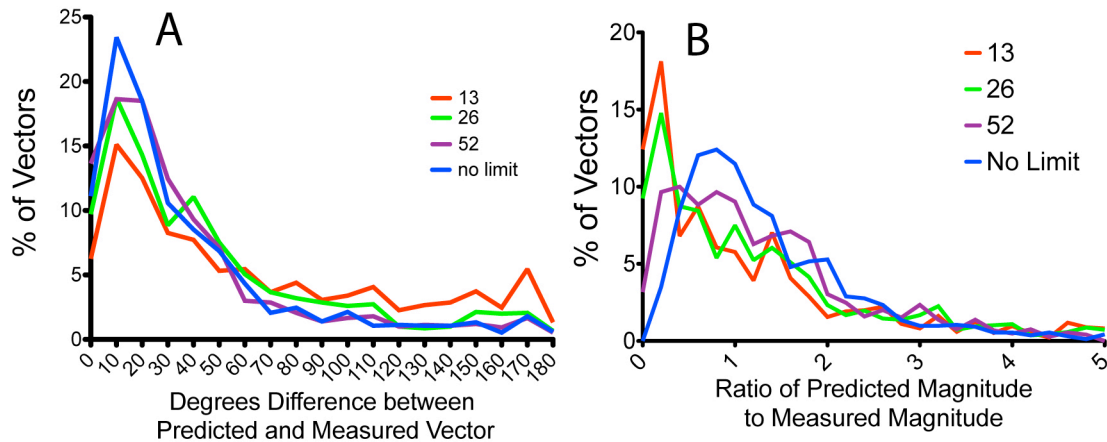 A
25
20
15
10
5
0
% of Vectors
13
26
52
no limit
0 10 20 30 40 50 60 70 80 90 100 110 120 130 140 150 160 170 180
Degrees Difference between
Predicted and Measured Vector
B
20
15
10
5
0
% of Vectors
13
26
52
No Limit
0 1 2 3 4 5
Ratio of Predicted Magnitude
to Measured Magnitude